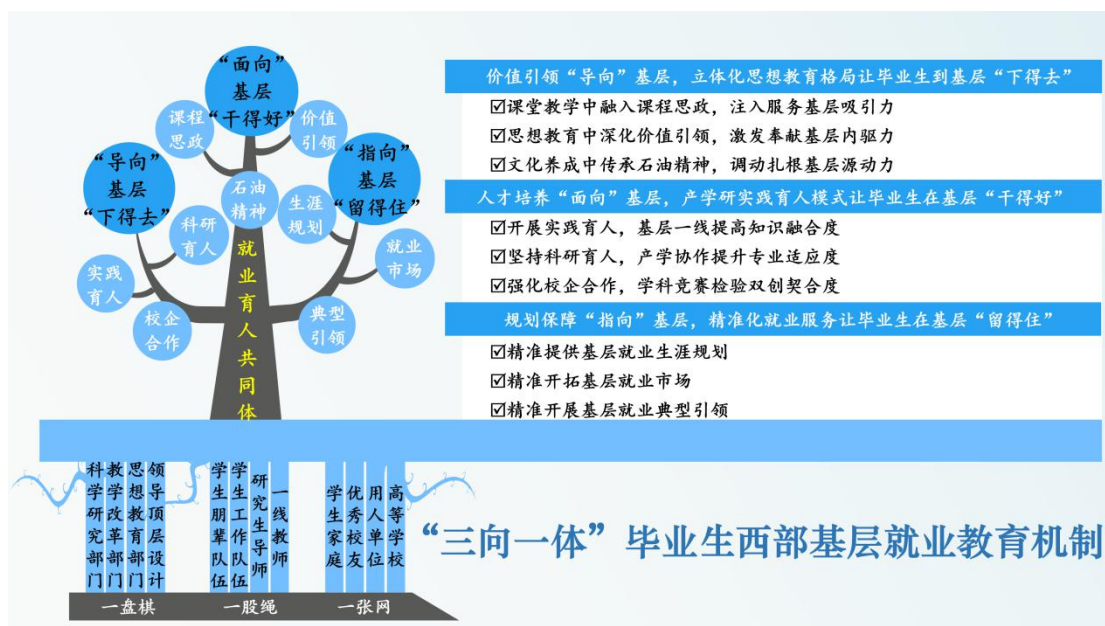 “面向”
基层
“干得好”
课程
思政
价值
引领
“导向”
基层
“下得去”
“指向”
基层
“留得住”
石油
精神
科研
育人
生涯
规划
实践
育人
就业
市场
校企
合作
典型
引领
就业育人共同体
价值引领“导向”基层，立体化思想教育格局让毕业生到基层“下得去”
☑课堂教学中融入课程思政，注入服务基层吸引力
☑思想教育中深化价值引领，激发奉献基层内驱力
☑文化养成中传承石油精神，调动扎根基层源动力
人才培养“面向”基层，产学研实践育人模式让毕业生在基层“干得好”
☑开展实践育人，基层一线提高知识融合度
☑坚持科研育人，产学协作提升专业适应度
☑强化校企合作，学科竞赛检验双创契合度
规划保障“指向”基层，精准化就业服务让毕业生在基层“留得住”
☑精准提供基层就业生涯规划
☑精准开拓基层就业市场
☑精准开展基层就业典型引领
科学研究部门
教学改革部门
思想教育部门
领导顶层设计
学生朋辈队伍
学生工作队伍
研究生导师
一线教师
学生家庭
优秀校友
用人单位
高等学校
一盘棋
一股绳
一张网
“三向一体”毕业生西部基层就业教育机制